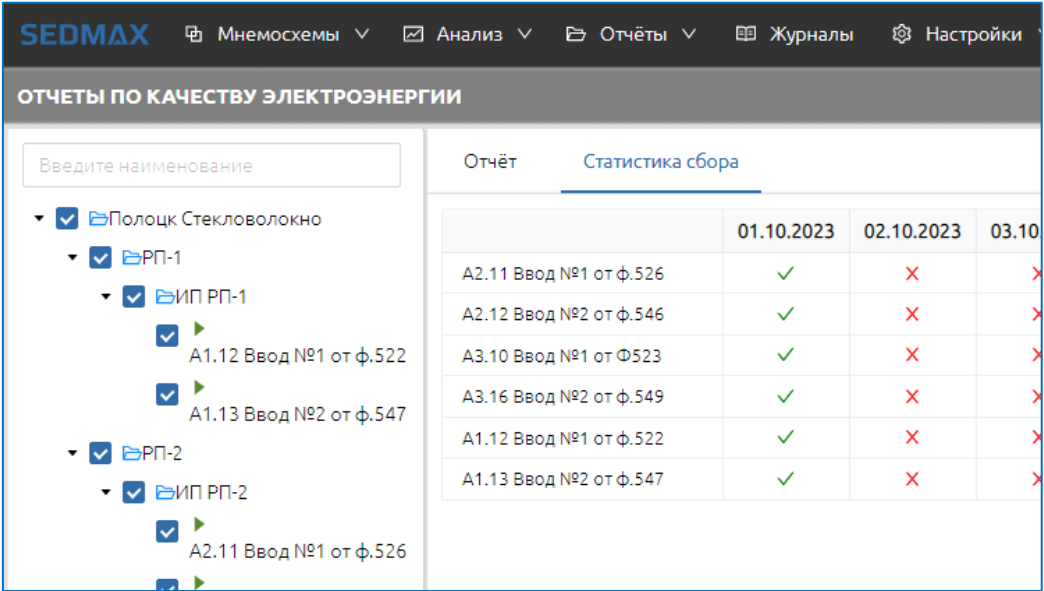 SEDMAX Мнемосхемы Анализ Отчёты Журналы Настройки
ОТЧЕТЫ ПО КАЧЕСТВУ ЭЛЕКТРОЭНЕРГИИ
Введите наименование
Полоцк Стекловолокно
РП-1
ИП РП-1
А1.12 Ввод №1 от ф.522
А1.13 Ввод №2 от ф.547
РП-2
ИП РП-2
А2.11 Ввод №1 от ф.526
Отчёт Статистика сбора
01.10.2023 02.10.2023 03.10
А2.11 Ввод №1 от ф.526
А2.12 Ввод №2 от ф.546
А3.10 Ввод №1 от Ф523
А3.16 Ввод №2 от ф.549
А1.12 Ввод №1 от ф.522
А1.13 Ввод №2 от ф.547